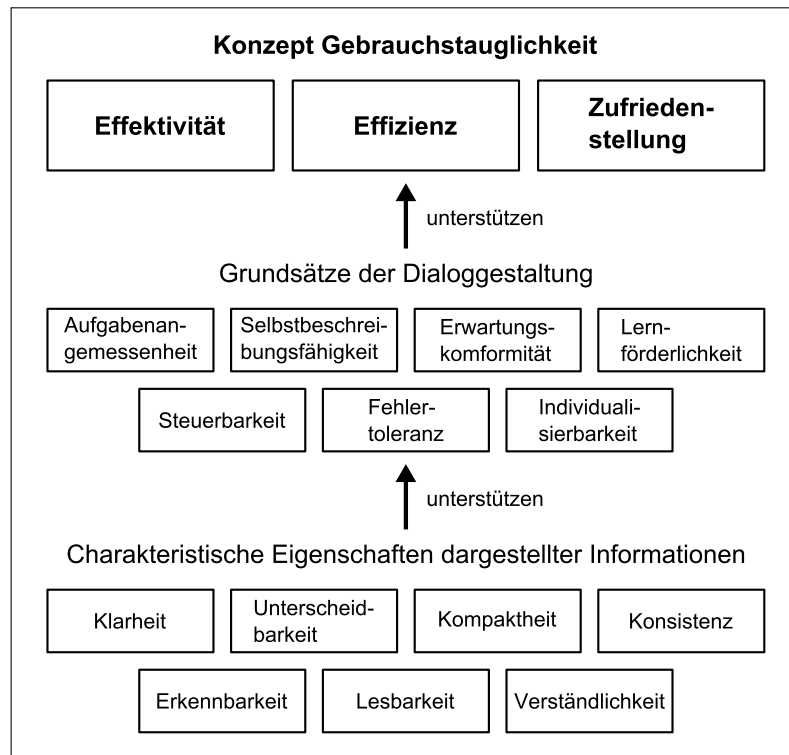 Konzept Gebrauchstauglichkeit
Effektivität
Effizienz
Zufrieden-
stellung
unterstützen
Grundsätze der Dialoggestaltung
Aufgabenan-
gemessenheit
Selbstbeschrei-
bungsfähigkeit
Erwartungs-
komformität
Lern-
förderlichkeit
Steuerbarkeit
Fehler-
toleranz
Individuali-
sierbarkeit
unterstützen
Charakteristische Eigenschaften dargestellter Informationen
Klarheit
Unterscheid-
barkeit
Kompaktheit
Konsistenz
Erkennbarkeit
Lesbarkeit
Verständlichkeit